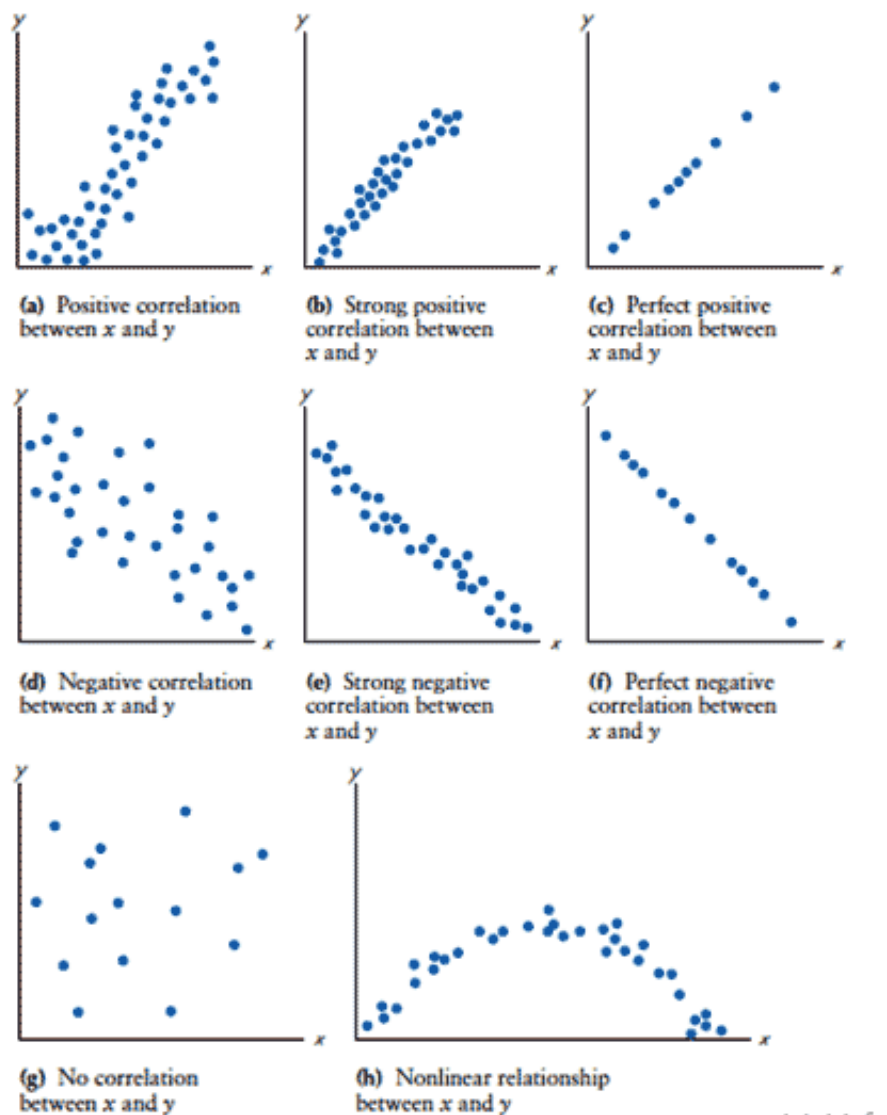 y
y
y
x
x
x
(a) Positive correlation
between x and y
(b) Strong positive
correlation between
x and y
(c) Perfect positive
correlation between
x and y
y
y
y
x
x
x
(d) Negative correlation
between x and y
(e) Strong negative
correlation between
x and y
(f) Perfect negative
correlation between
x and y
y
y
x
x
(g) No correlation
between x and y
(h) Nonlinear relationship
between x and y